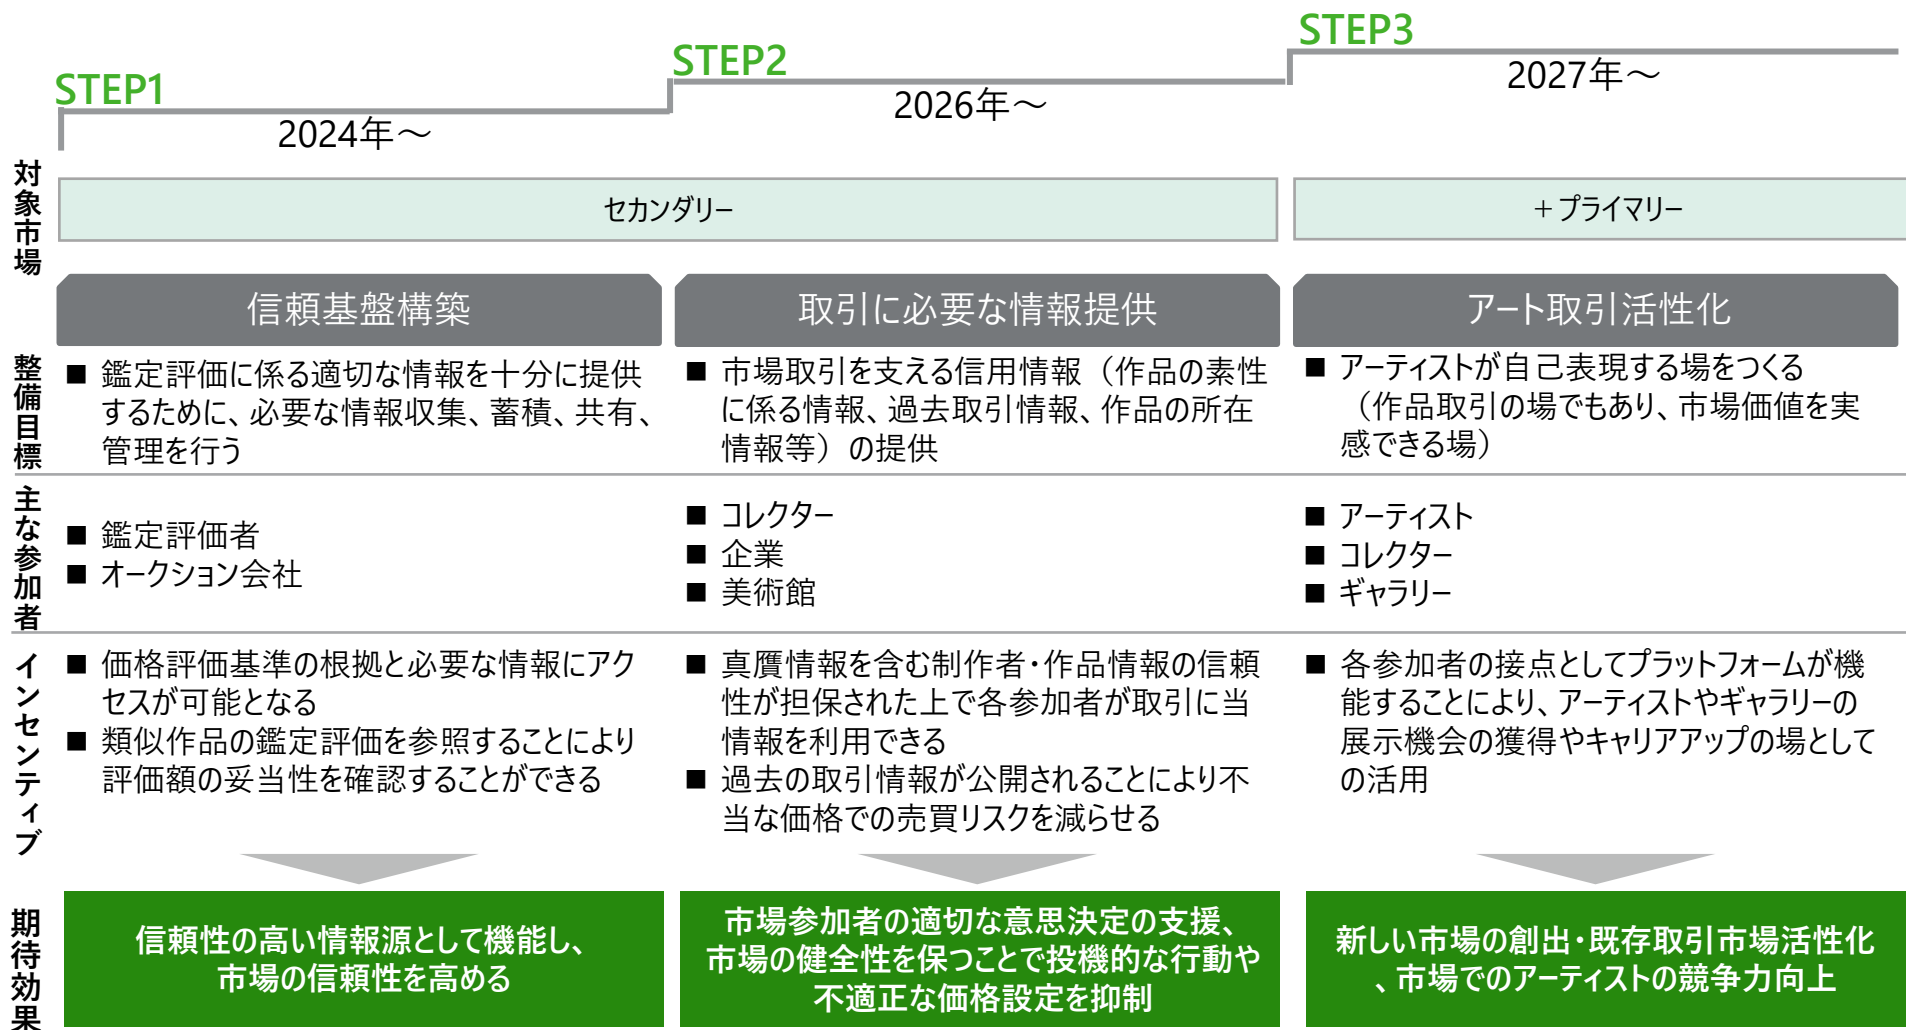 STEP1
2024年～
STEP2
2026年～
STEP3
2027年～
対象市場
セカンダリー
＋プライマリー
信頼基盤構築
取引に必要な情報提供
アート取引活性化
整備目標
■ 鑑定評価に係る適切な情報を十分に提供
するために、必要な情報収集、蓄積、共有、
管理を行う
■ 市場取引を支える信用情報（作品の素性
に係る情報、過去取引情報、作品の所在
情報等）の提供
■ アーティストが自己表現する場をつくる
（作品取引の場でもあり、市場価値を実
感できる場）
主な参加者
■ 鑑定評価者
■ オークション会社
■ コレクター
■ 企業
■ 美術館
■ アーティスト
■ コレクター
■ ギャラリー
インセンティブ
■ 価格評価基準の根拠と必要な情報にアク
セスが可能となる
■ 類似作品の鑑定評価を参照することにより
評価額の妥当性を確認することができる
■ 真贋情報を含む制作者・作品情報の信頼
性が担保された上で各参加者が取引に当
情報を利用できる
■ 過去の取引情報が公開されることにより不
当な価格での売買リスクを減らせる
■ 各参加者の接点としてプラットフォームが機
能することにより、アーティストやギャラリーの
展示機会の獲得やキャリアアップの場として
の活用
期待効果
信頼性の高い情報源として機能し、
市場の信頼性を高める
市場参加者の適切な意思決定の支援、
市場の健全性を保つことで投機的な行動や
不適正な価格設定を抑制
新しい市場の創出・既存取引市場活性化
、市場でのアーティストの競争力向上